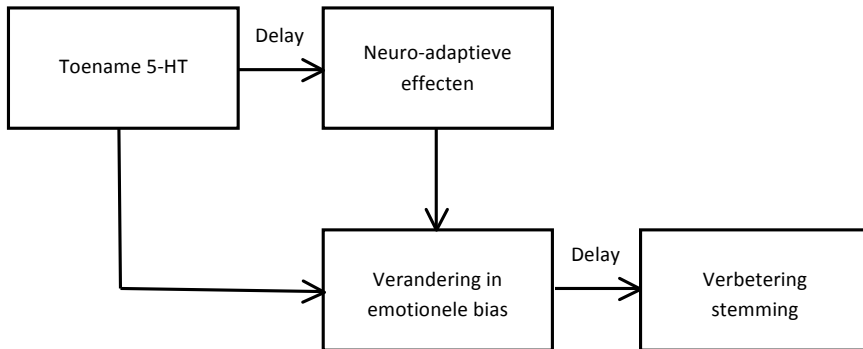 Toename 5-HT
Delay
Neuro-adaptieve
effecten
Verandering in
emotionele bias
Delay
Verbetering
stemming